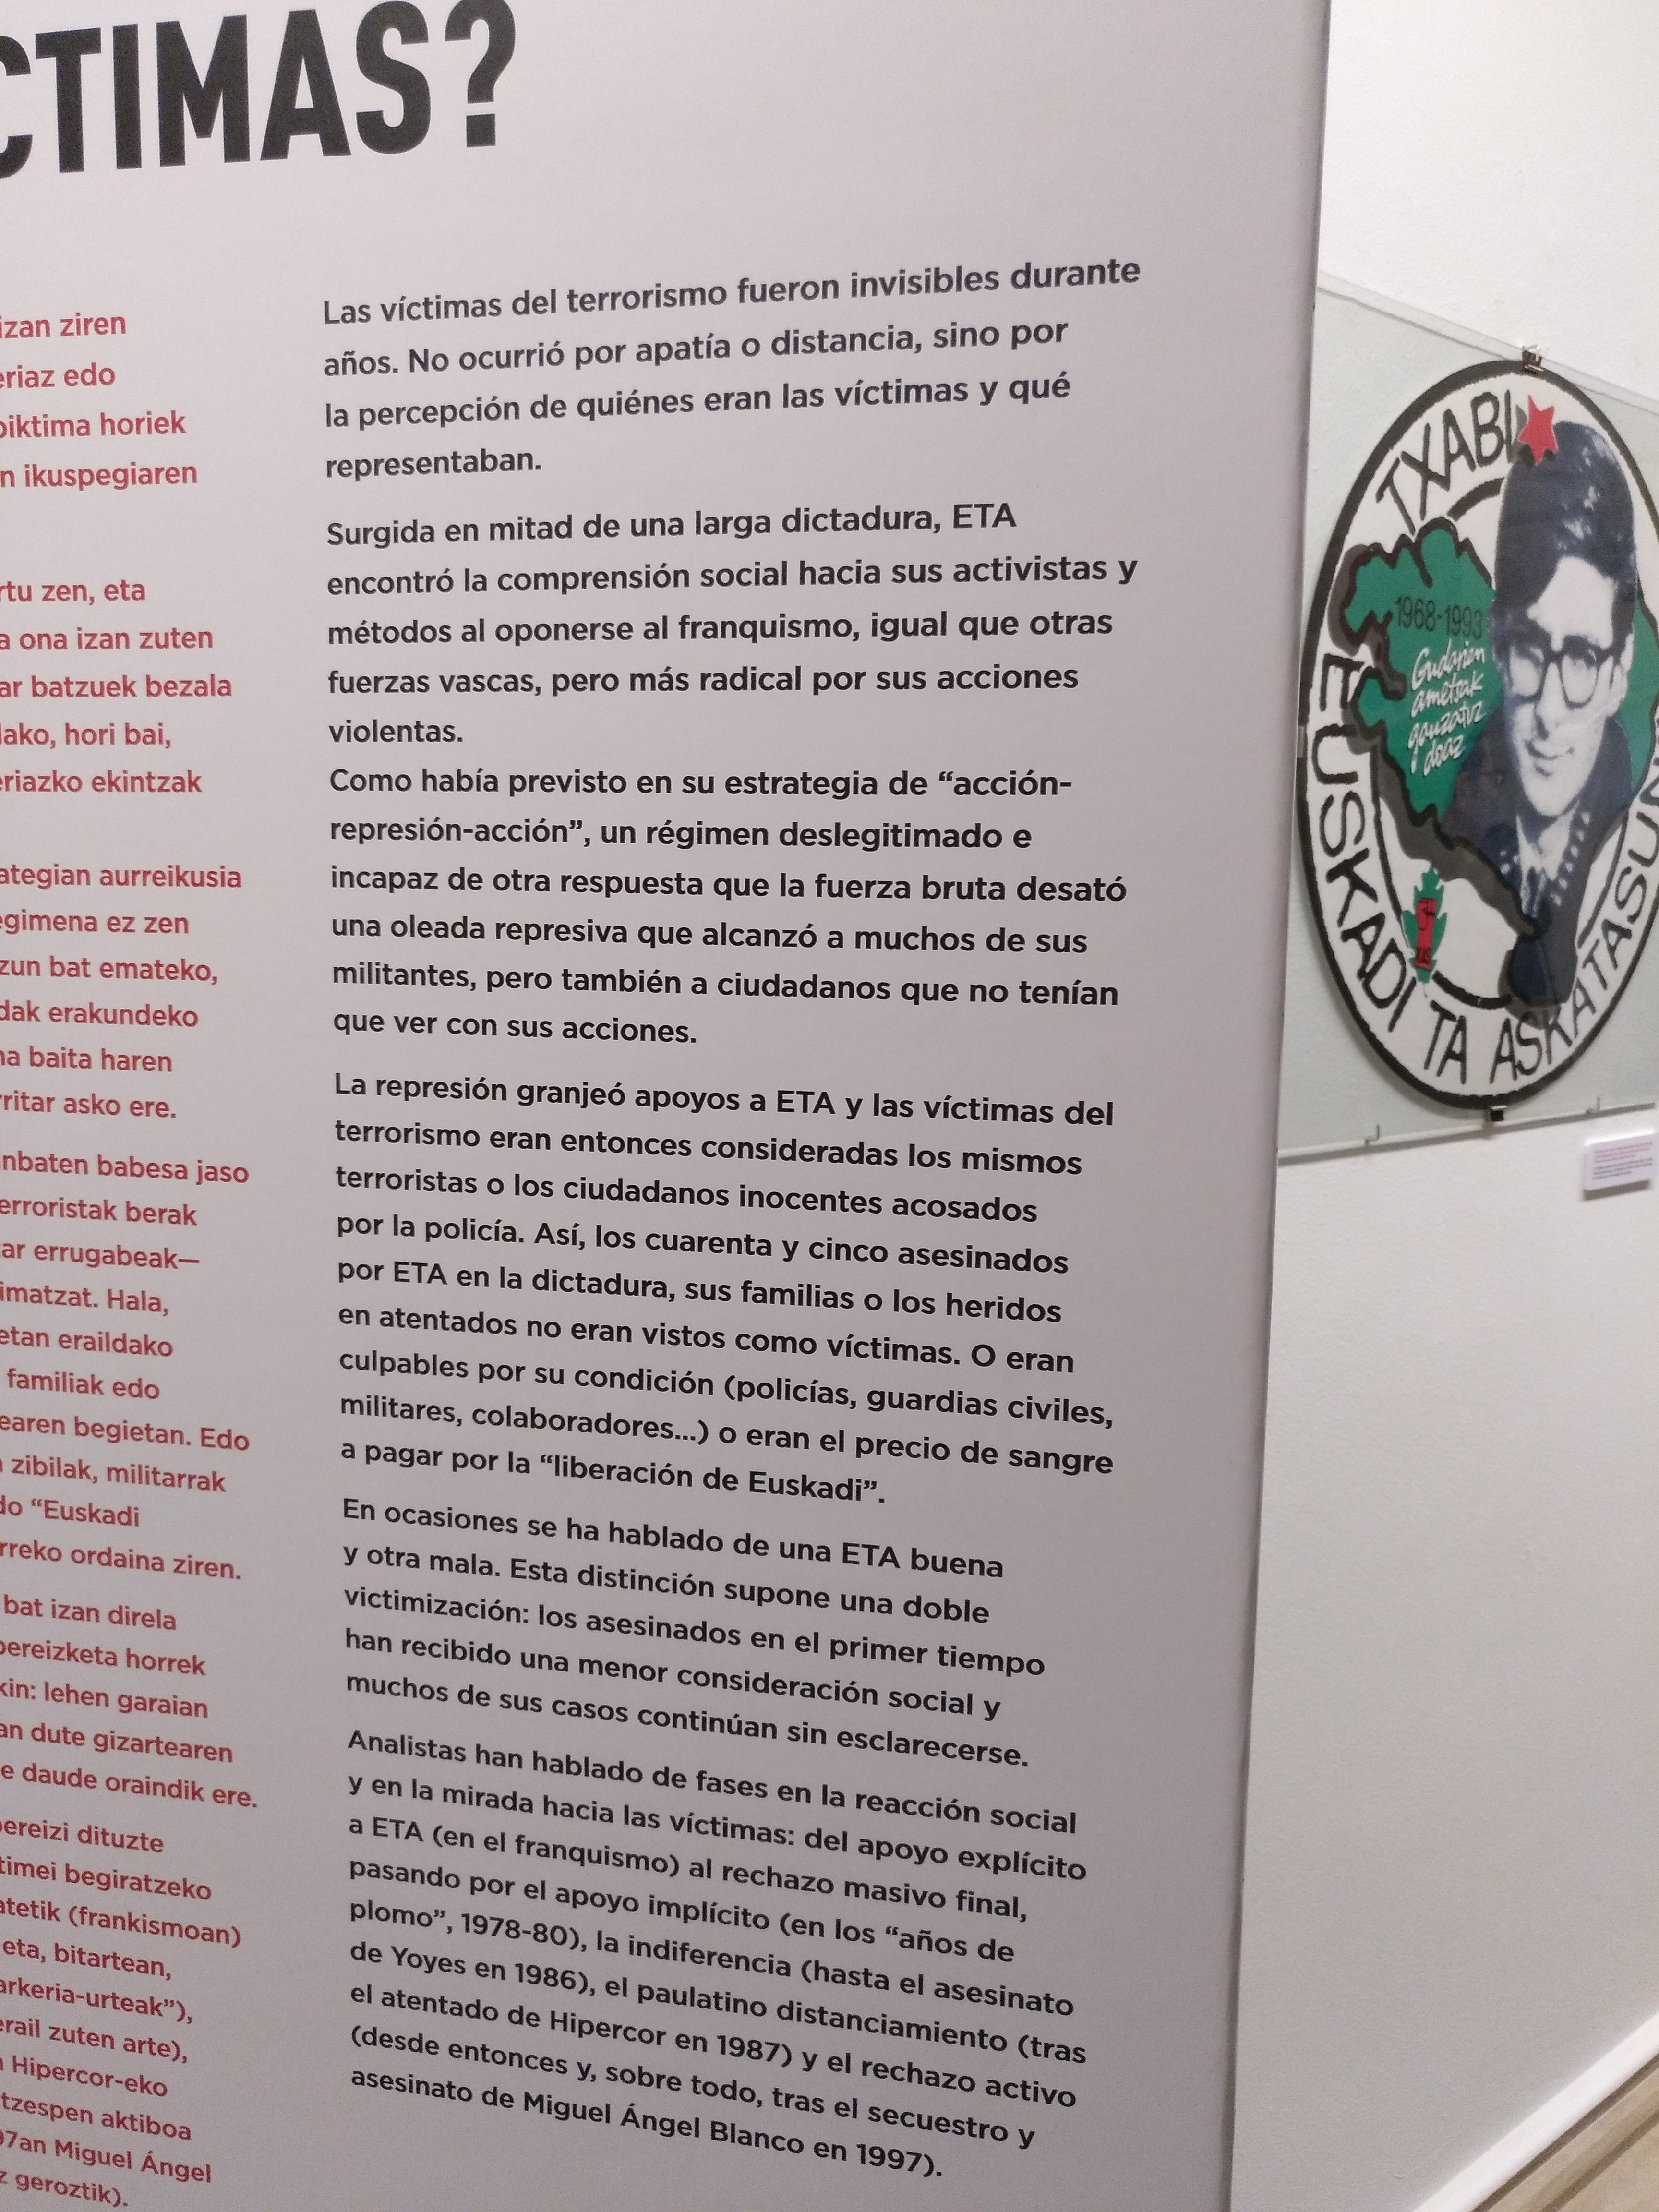 CTIMAS?
izan ziren
eriaz edo
biktima horiek
n ikuspegiaren
rtu zen, eta
a ona izan zuten
ar batzuek bezala
lako, hori bai,
eriazko ekintzak
ategian aurreikusia
egimena ez zen
zun bat emateko,
dak erakundeko
na baita haren
rritar asko ere.
inbaten babesa jaso
erroristak berak
tar errugabeak—
imatzat. Hala,
etan eraildako
familiak edo
earen begietan. Edo
zibilak, militarrak
do “Euskadi
rreko ordaina ziren.
bat izan direla
bereizketa horrek
kin: lehen garaian
an dute gizartearen
e daude oraindik ere.
bereizi dituzte
timei begiratzeko
atetik (frankismoan)
eta, bitartean,
arkeria-urteak”),
erail zuten arte),
Hipercor-eko
tzespen aktiboa
97an Miguel Ángel
z geroztik).
Las víctimas del terrorismo fueron invisibles durante
años. No ocurrió por apatía o distancia, sino por
la percepción de quiénes eran las víctimas y qué
representaban.
Surgida en mitad de una larga dictadura, ETA
encontró la comprensión social hacia sus activistas y
métodos al oponerse al franquismo, igual que otras
fuerzas vascas, pero más radical por sus acciones
violentas.
Como había previsto en su estrategia de “acción-
represión-acción”, un régimen deslegitimado e
incapaz de otra respuesta que la fuerza bruta desató
una oleada represiva que alcanzó a muchos de sus
militantes, pero también a ciudadanos que no tenían
que ver con sus acciones.
La represión granjeó apoyos a ETA y las víctimas del
terrorismo eran entonces consideradas los mismos
terroristas o los ciudadanos inocentes acosados
por la policía. Así, los cuarenta y cinco asesinados
por ETA en la dictadura, sus familias o los heridos
en atentados no eran vistos como víctimas. O eran
culpables por su condición (policías, guardias civiles,
militares, colaboradores...) o eran el precio de sangre
a pagar por la “liberación de Euskadi”.
En ocasiones se ha hablado de una ETA buena
y otra mala. Esta distinción supone una doble
victimización: los asesinados en el primer tiempo
han recibido una menor consideración social y
muchos de sus casos continúan sin esclarecerse.
Analistas han hablado de fases en la reacción social
y en la mirada hacia las víctimas: del apoyo explícito
a ETA (en el franquismo) al rechazo masivo final,
pasando por el apoyo implícito (en los “años de
plomo”, 1978-80), la indiferencia (hasta el asesinato
de Yoyes en 1986), el paulatino distanciamiento (tras
el atentado de Hipercor en 1987) y el rechazo activo
(desde entonces y, sobre todo, tras el secuestro y
asesinato de Miguel Ángel Blanco en 1997).
TXABI
1968-1993
Gudarien
ametsak
gauzatuz
doaz
EUSKADI TA ASKATASUN